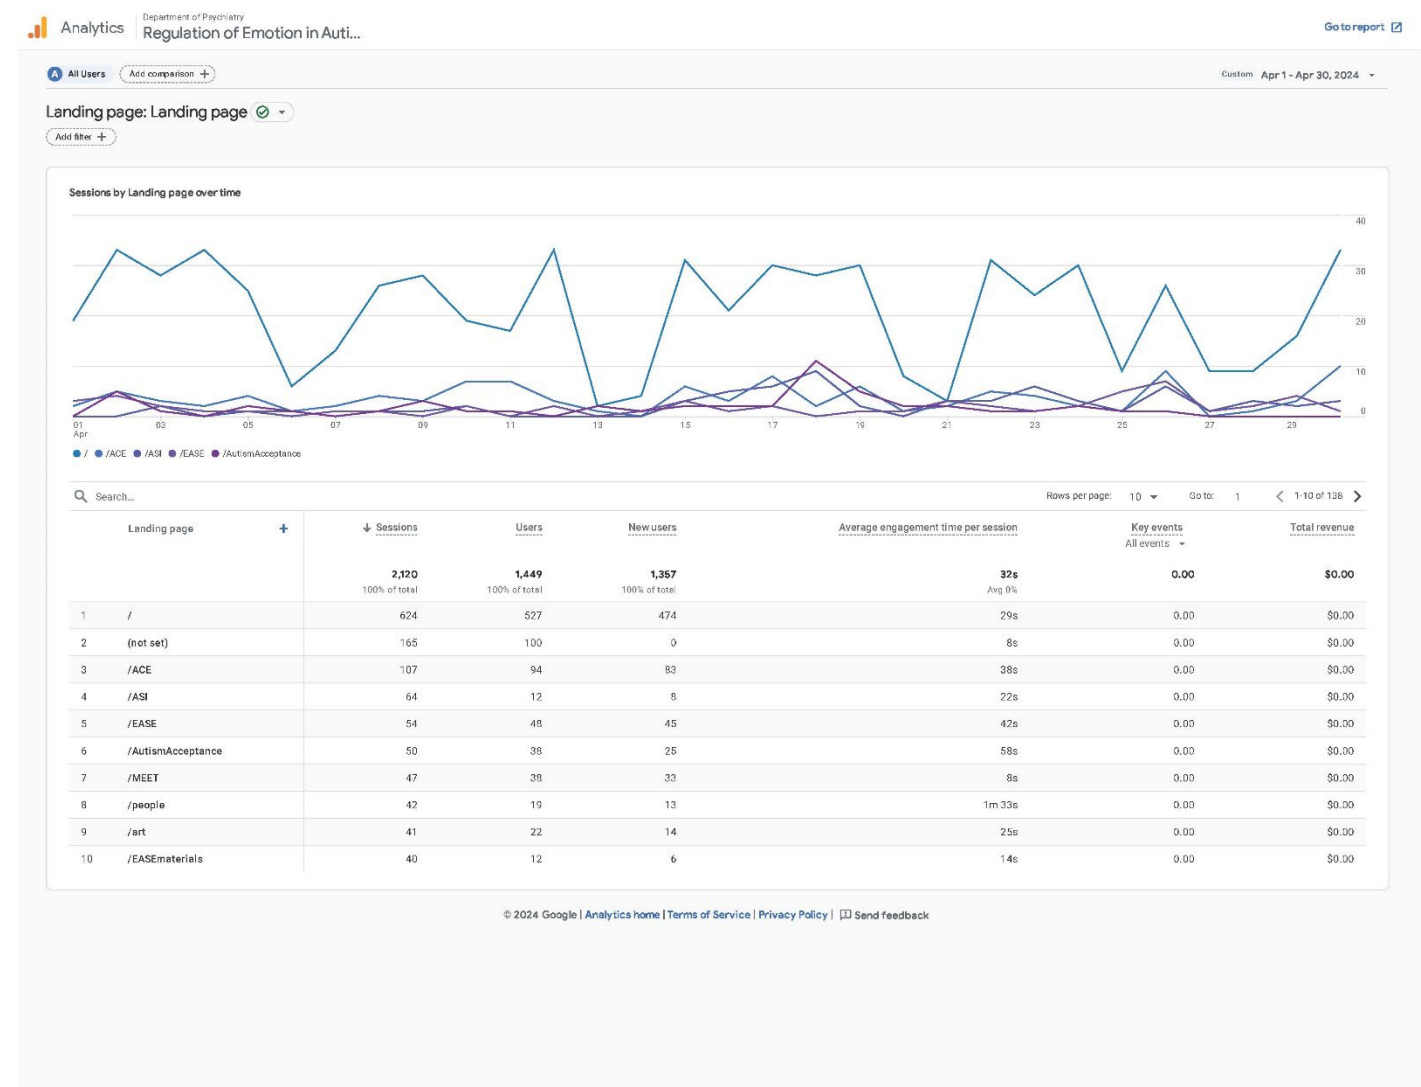 Analytics
Department of Psychiatry
Regulation of Emotion in Auti...
Go to report
A All Users Add comparison +
Custom Apr 1 - Apr 30, 2024
Landing page: Landing page
Add filter +
Sessions by Landing page over time
40
30
20
10
0
01 03 05 07 09 11 13 15 17 19 21 23 25 27 29
Apr
/ /ACE /ASI /EASE /AutismAcceptance
Search... Rows per page: 10 Go to: 1 1-10 of 138
Landing page + Sessions Users New users Average engagement time per session Key events Total revenue
All events
2,120 1,449 1,357 32s 0.00 $0.00
100% of total 100% of total 100% of total Avg 0%
1 / 624 527 474 29s 0.00 $0.00
2 (not set) 165 100 0 8s 0.00 $0.00
3 /ACE 107 94 83 38s 0.00 $0.00
4 /ASI 64 12 8 22s 0.00 $0.00
5 /EASE 54 48 45 42s 0.00 $0.00
6 /AutismAcceptance 50 38 25 58s 0.00 $0.00
7 /MEET 47 38 33 8s 0.00 $0.00
8 /people 42 19 13 1m 33s 0.00 $0.00
9 /art 41 22 14 25s 0.00 $0.00
10 /EASEmaterials 40 12 6 14s 0.00 $0.00
© 2024 Google | Analytics home | Terms of Service | Privacy Policy | Send feedback